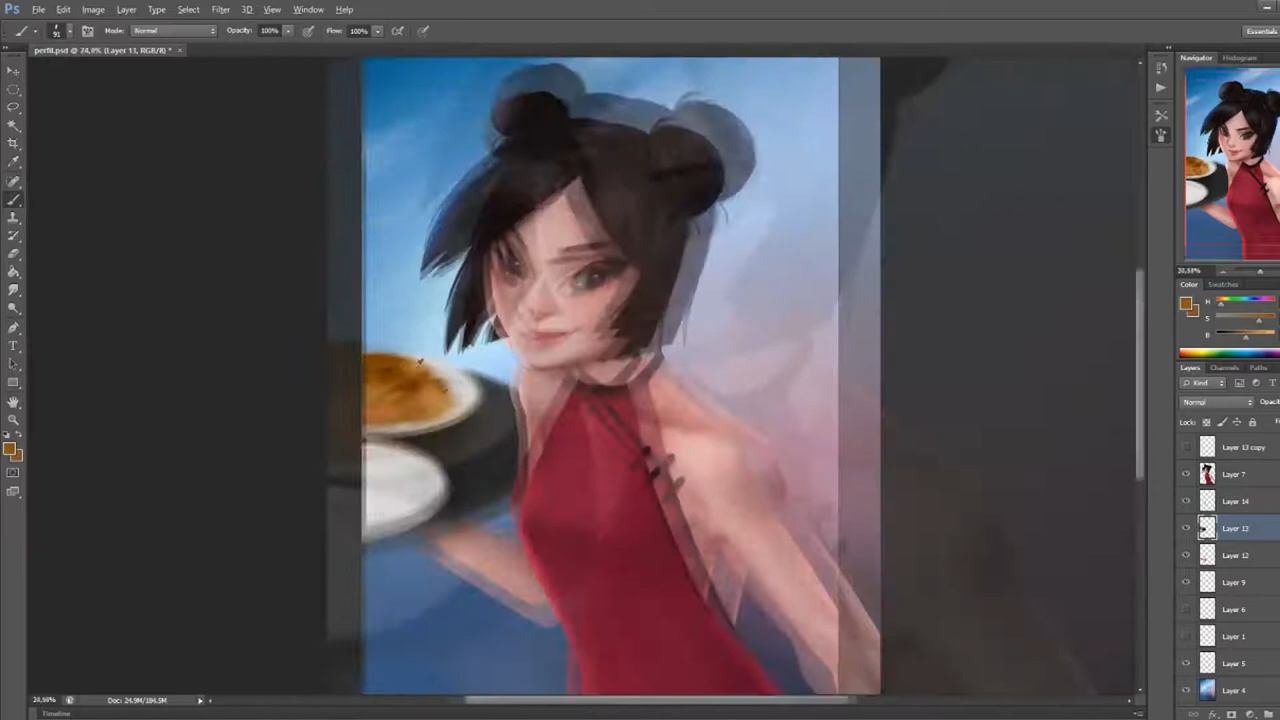 Ps File Edit Image Layer Type Select Filter 3D View Window Help
91 Mode: Normal Opacity: 100% Flow: 100% Essentials
perfil.psd @ 24,8% (Layer 13, RGB/8) * ×
Navigator Histogram
Color Swatches
H
S
B
Layers Channels Paths
Kind
Normal Opac
Lock:
Layer 13 copy
Layer 7
Layer 14
Layer 13
Layer 12
Layer 9
Layer 6
Layer 1
Layer 5
Layer 4
Doc: 24.9M/184.5M
Timeline